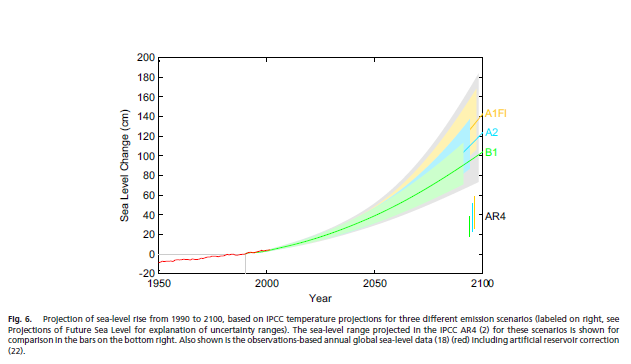 200
180
160
140
120
100
80
60
40
20
0
-20
Sea Level Change (cm)
A1FI
A2
B1
AR4
1950
2000
2050
2100
Year
Fig. 6. Projection of sea-level rise from 1990 to 2100, based on IPCC temperature projections for three different emission scenarios (labeled on right, see
Projections of Future Sea Level for explanation of uncertainty ranges). The sea-level range projected in the IPCC AR4 (2) for these scenarios is shown for
comparison in the bars on the bottom right. Also shown is the observations-based annual global sea-level data (18) (red) including artificial reservoir correction
(22).